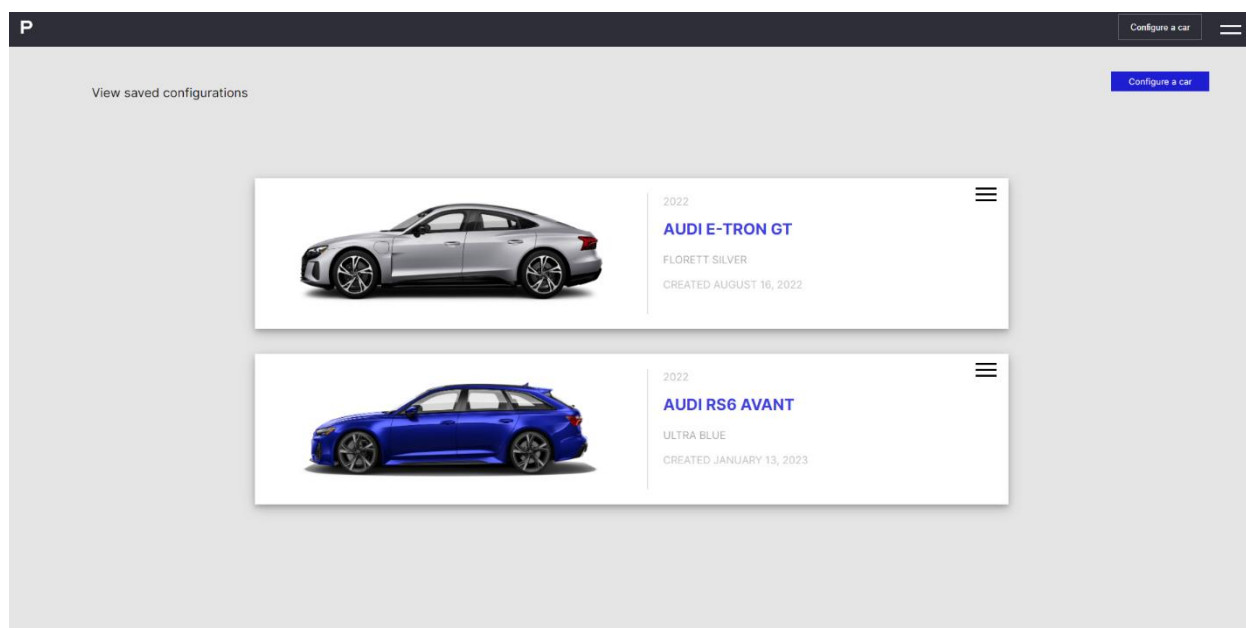 P
Configure a car
Configure a car
View saved configurations
2022
AUDI E-TRON GT
FLORETT SILVER
CREATED AUGUST 16, 2022
2022
AUDI RS6 AVANT
ULTRA BLUE
CREATED JANUARY 13, 2023